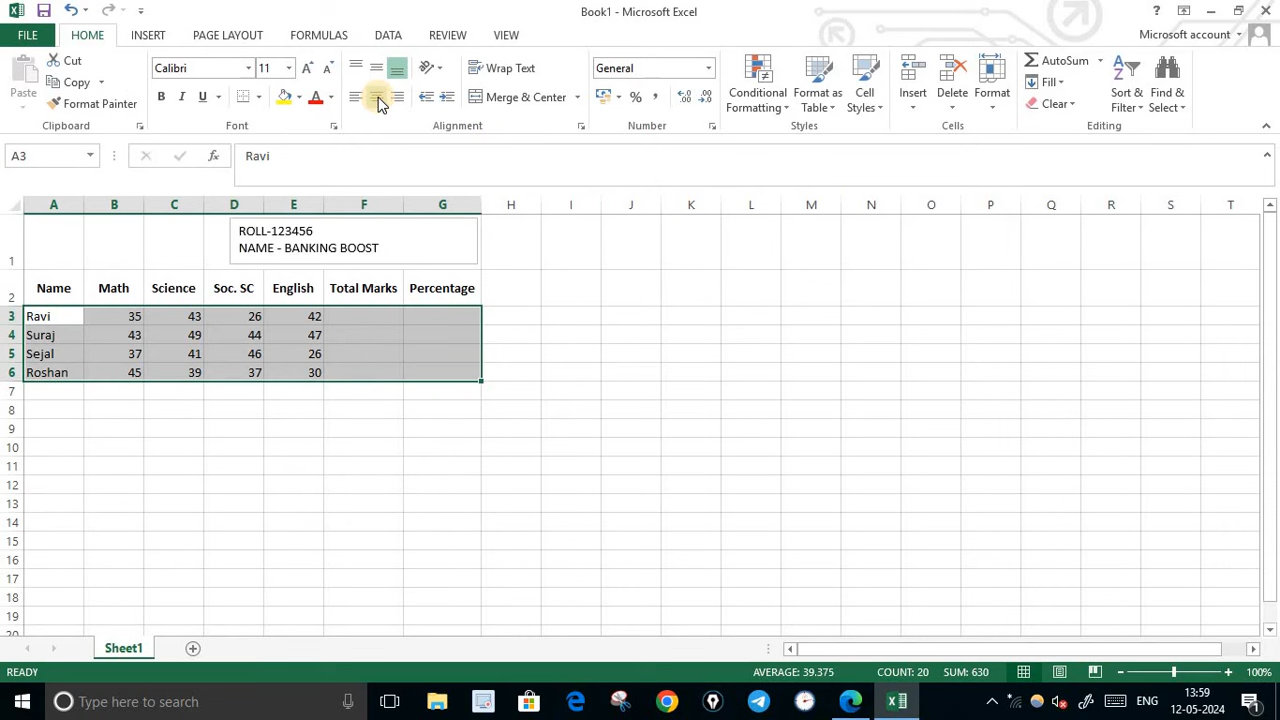 Book1 - Microsoft Excel
?
FILE HOME INSERT PAGE LAYOUT FORMULAS DATA REVIEW VIEW Microsoft account
Paste Cut Copy Format Painter Clipboard
Calibri 11 B I U A Font
Wrap Text Merge & Center Alignment
General % , Number
Conditional Formatting Format as Table Cell Styles Styles
Insert Delete Format Cells
AutoSum Fill Clear Sort & Filter Find & Select Editing
A3 fx Ravi
A B C D E F G H I J K L M N O P Q R S T
ROLL-123456
NAME - BANKING BOOST
1
2 Name Math Science Soc. SC English Total Marks Percentage
3 Ravi 35 43 26 42
4 Suraj 43 49 44 47
5 Sejal 37 41 46 26
6 Roshan 45 39 37 30
7
8
9
10
11
12
13
14
15
16
17
18
19
20
Sheet1
READY AVERAGE: 39.375 COUNT: 20 SUM: 630 100%
Type here to search ENG 13:59
12-05-2024